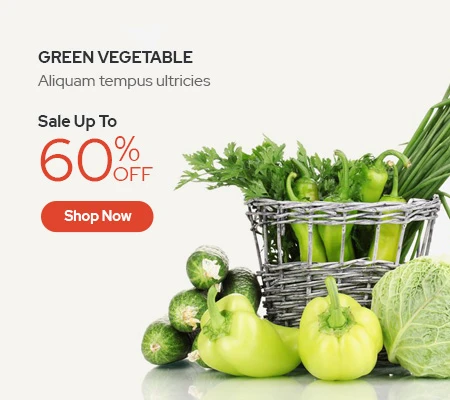 GREEN VEGETABLE
Aliquam tempus ultricies
Sale Up To
60%
OFF
Shop Now